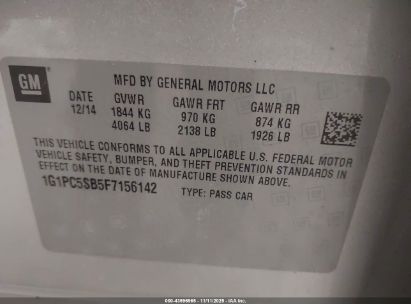 GM
MFD BY GENERAL MOTORS LLC
DATE GVWR GAWR FRT GAWR RR
12/14 1844 KG 970 KG 874 KG
4064 LB 2138 LB 1926 LB
THIS VEHICLE CONFORMS TO ALL APPLICABLE U.S. FEDERAL MOTOR
VEHICLE SAFETY, BUMPER, AND THEFT PREVENTION STANDARDS IN
EFFECT ON THE DATE OF MANUFACTURE SHOWN ABOVE.
1G1PC5SB5F7156142 TYPE: PASS CAR